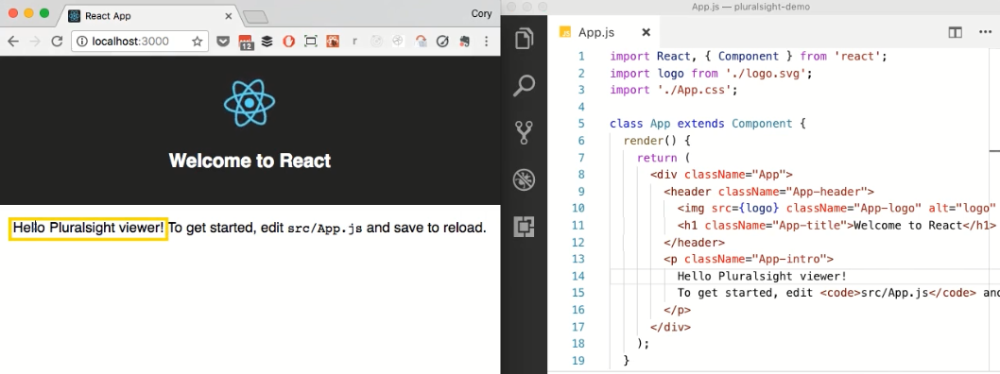 React App
Cory
localhost:3000
12
r
Welcome to React
Hello Pluralsight viewer! To get started, edit src/App.js and save to reload.
App.js — pluralsight-demo
App.js
1 import React, { Component } from 'react';
2 import logo from './logo.svg';
3 import './App.css';
4
5 class App extends Component {
6 render() {
7 return (
8 <div className="App">
9 <header className="App-header">
10 <img src={logo} className="App-logo" alt="logo"
11 <h1 className="App-title">Welcome to React</h1>
12 </header>
13 <p className="App-intro">
14 Hello Pluralsight viewer!
15 To get started, edit <code>src/App.js</code> and
16 </p>
17 </div>
18 );
19 }